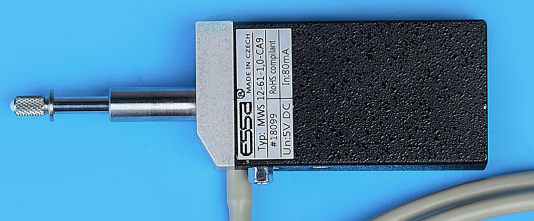 essa ®
MADE IN CZECH
Typ: MWS 12-61-1,0-CA9
#18099
RoHS compliant
Un:5V DC
In:80mA